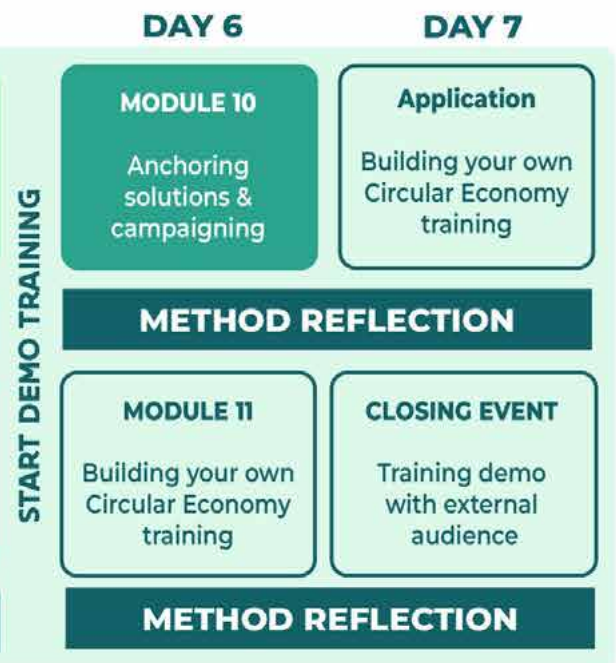 DAY 6
DAY 7
START DEMO TRAINING
MODULE 10
Anchoring
solutions &
campaigning
Application
Building your own
Circular Economy
training
METHOD REFLECTION
MODULE 11
Building your own
Circular Economy
training
CLOSING EVENT
Training demo
with external
audience
METHOD REFLECTION